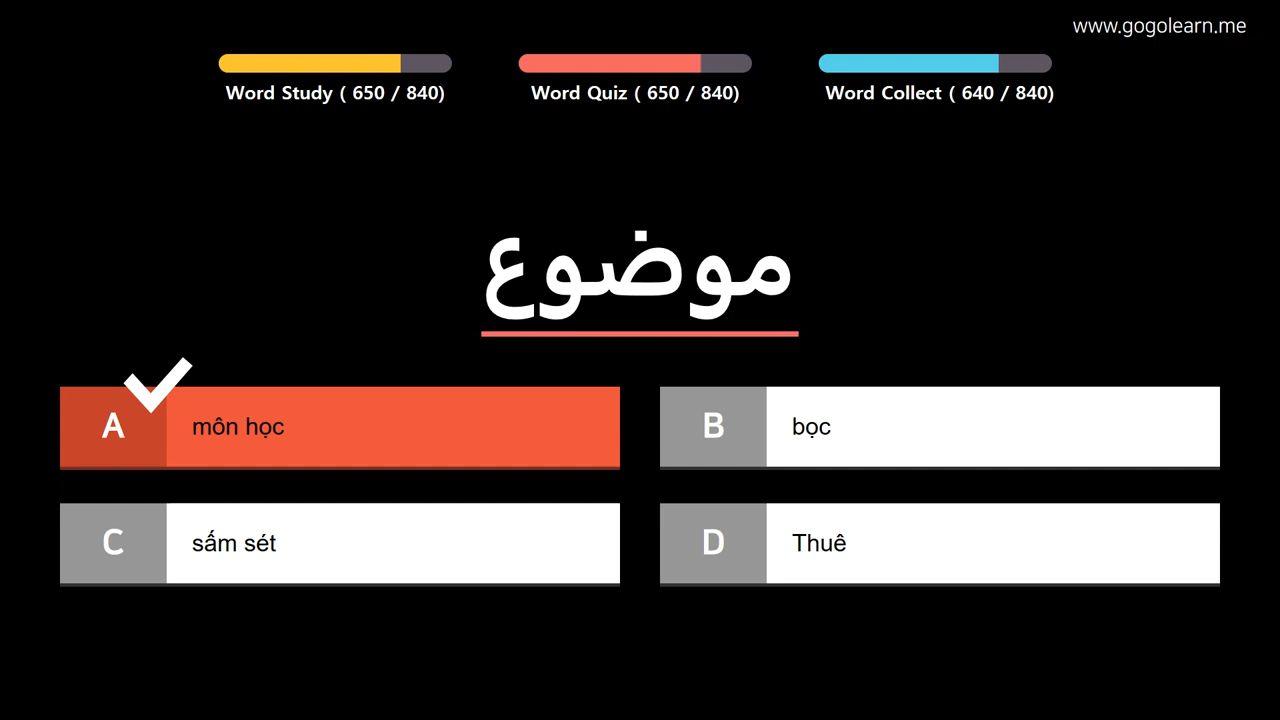 www.gogolearn.me
Word Study ( 650 / 840)
Word Quiz ( 650 / 840)
Word Collect ( 640 / 840)
موضوع
A môn học
B bọc
C sấm sét
D Thuê